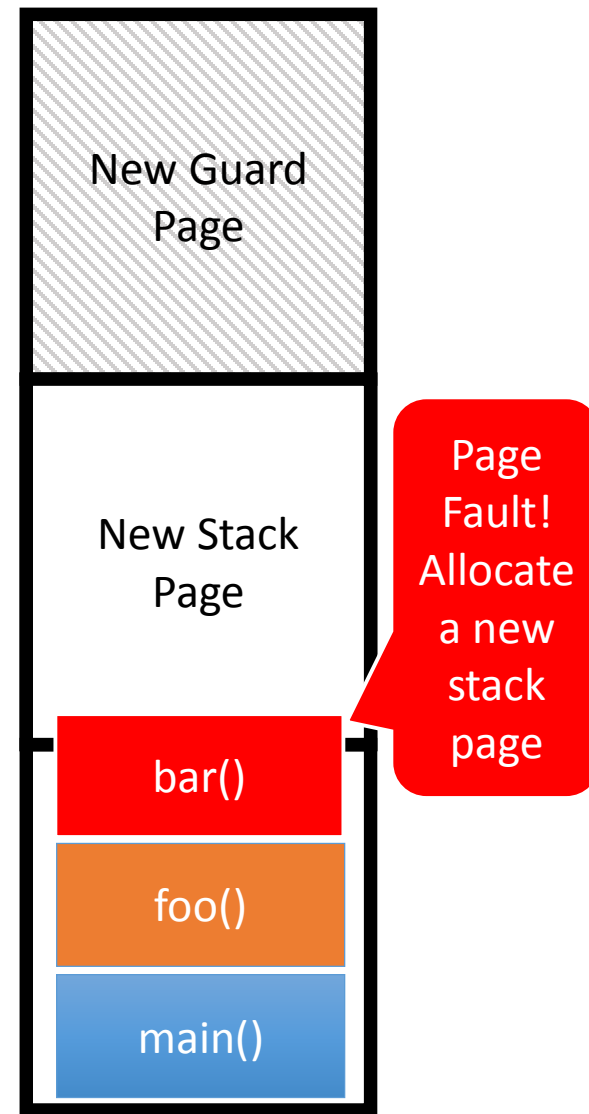 New Guard
Page
New Stack
Page
Page
Fault!
Allocate
a new
stack
page
bar()
foo()
main()